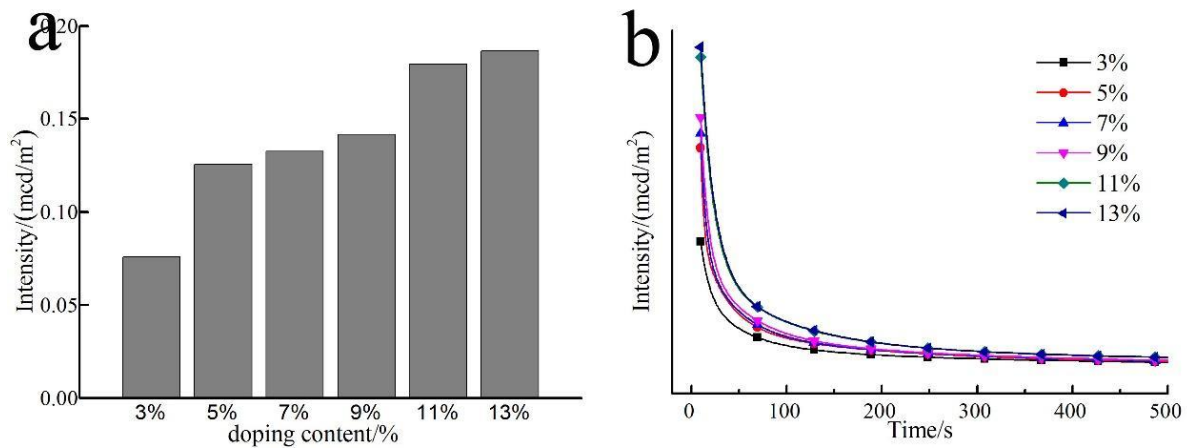 a
0.20
0.15
0.10
0.05
0.00
Intensity/(mcd/m²)
3% 5% 7% 9% 11% 13%
doping content/%
b
3%
5%
7%
9%
11%
13%
Intensity/(mcd/m²)
0 100 200 300 400 500
Time/s